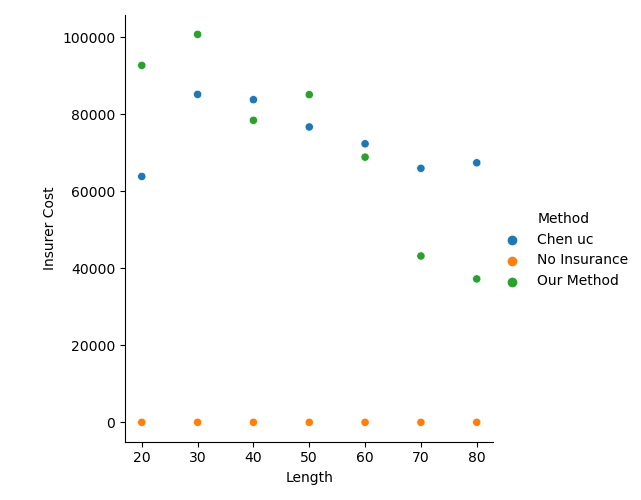 100000
80000
60000
40000
20000
0
Insurer Cost
20 30 40 50 60 70 80
Length
Method
Chen uc
No Insurance
Our Method